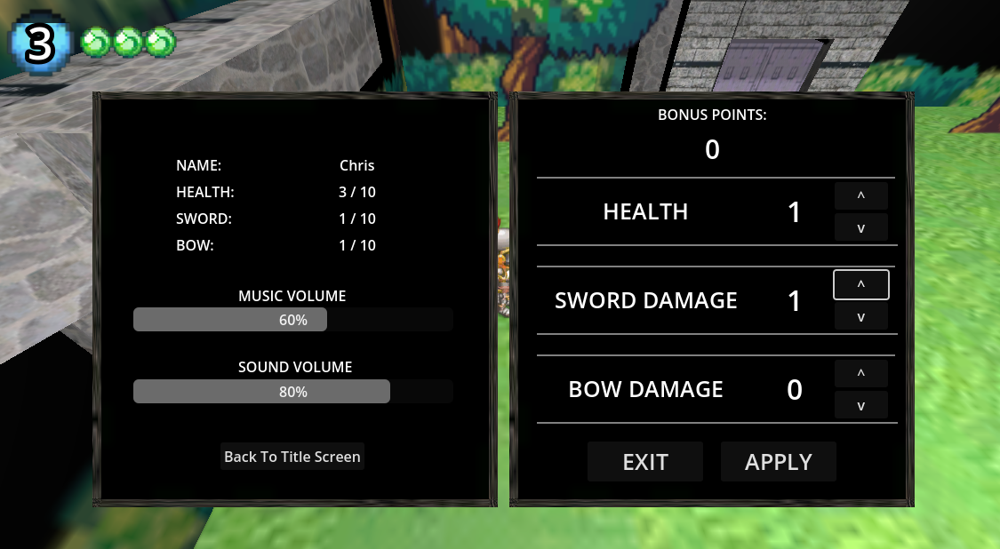 3
NAME: Chris
HEALTH: 3 / 10
SWORD: 1 / 10
BOW: 1 / 10
MUSIC VOLUME
60%
SOUND VOLUME
80%
Back To Title Screen
BONUS POINTS:
0
HEALTH 1 ^
v
SWORD DAMAGE 1 ^
v
BOW DAMAGE 0 ^
v
EXIT APPLY